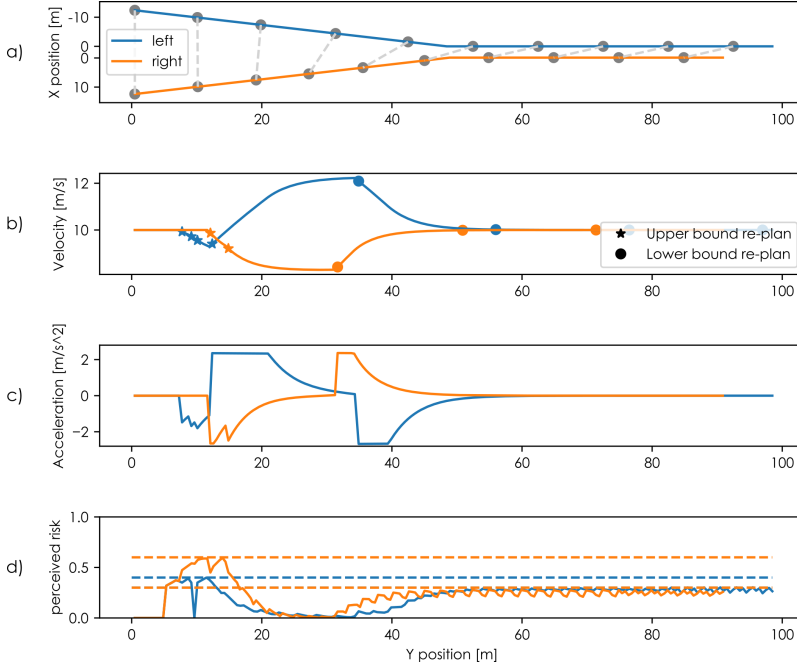 a)
X position [m]
-10
0
0
10
left
right
0
20
40
60
80
100
b)
Velocity [m/s]
12
10
Upper bound re-plan
Lower bound re-plan
0
20
40
60
80
100
c)
Acceleration [m/s^2]
2
0
−2
0
20
40
60
80
100
d)
perceived risk
1.0
0.5
0.0
0
20
40
60
80
100
Y position [m]